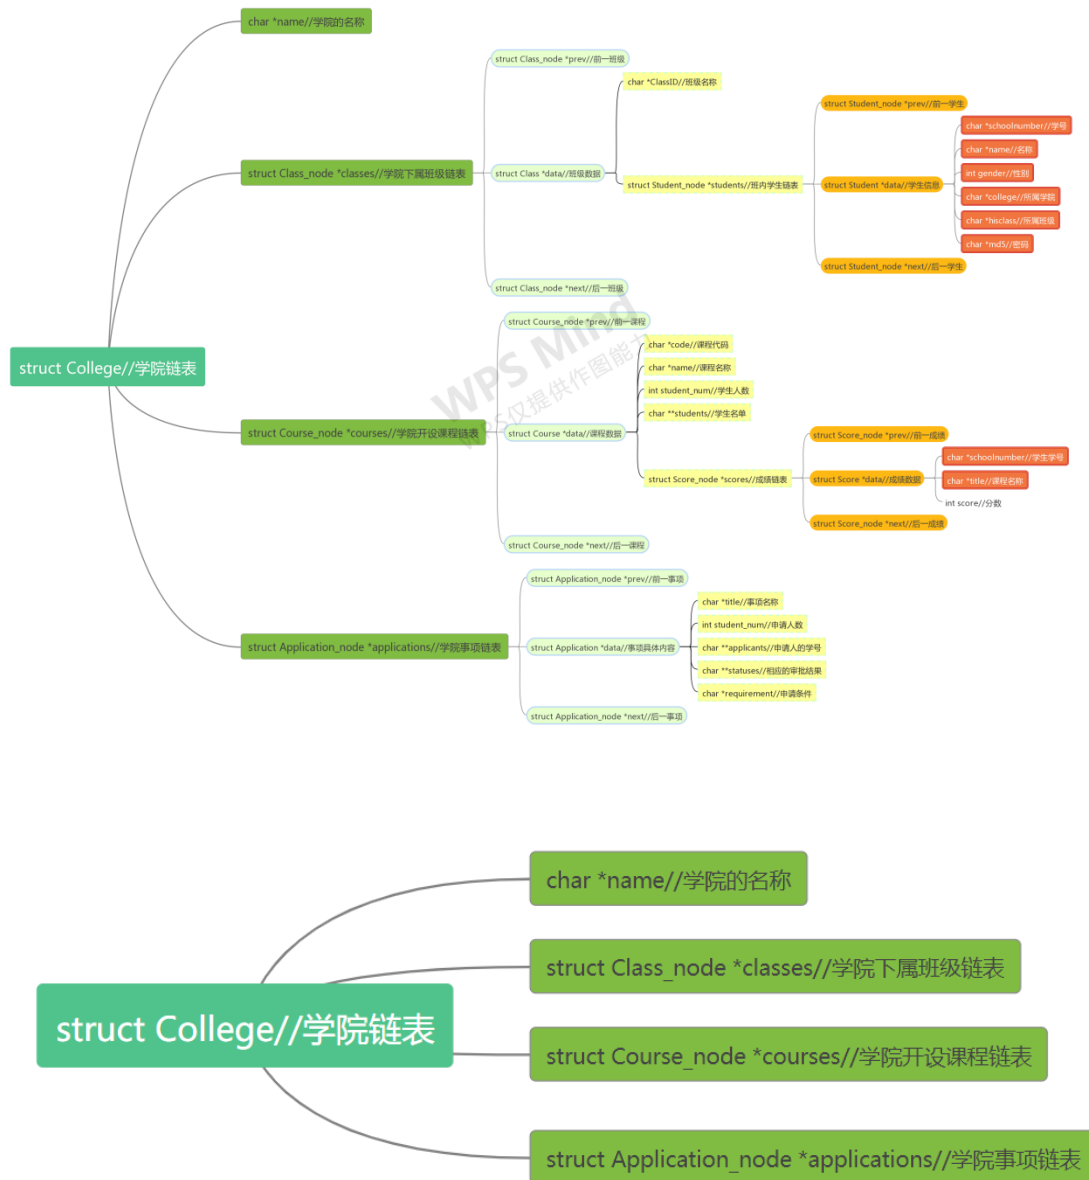 char *name//学院的名称
struct Class_node *prev//前一班级
char *ClassID//班级名称
struct Student_node *prev//前一学生
char *schoolnumber//学号
char *name//名称
int gender//性别
struct College//学院链表
struct Class_node *classes//学院下属班级链表
struct Class *data//班级数据
struct Student_node *students//班内学生链表
struct Student *data//学生信息
char *college//所属学院
char *hisclass//所属班级
char *md5//密码
struct Student_node *next//后一学生
struct Class_node *next//后一班级
struct Course_node *prev//前一课程
char *code//课程代码
char *name//课程名称
int student_num//学生人数
char **students//学生名单
WPS Mind
WPS仅提供作图能力
struct Course_node *courses//学院开设课程链表
struct Course *data//课程数据
struct Score_node *scores//成绩链表
struct Score_node *prev//前一成绩
char *schoolnumber//学生学号
struct Score *data//成绩数据
char *title//课程名称
int score//分数
struct Score_node *next//后一成绩
struct Course_node *next//后一课程
struct Application_node *prev//前一事项
char *title//事项名称
int student_num//申请人数
struct Application_node *applications//学院事项链表
struct Application *data//事项具体内容
char **applicants//申请人的学号
char **statuses//相应的审批结果
char *requirement//申请条件
struct Application_node *next//后一事项
char *name//学院的名称
struct Class_node *classes//学院下属班级链表
struct College//学院链表
struct Course_node *courses//学院开设课程链表
struct Application_node *applications//学院事项链表